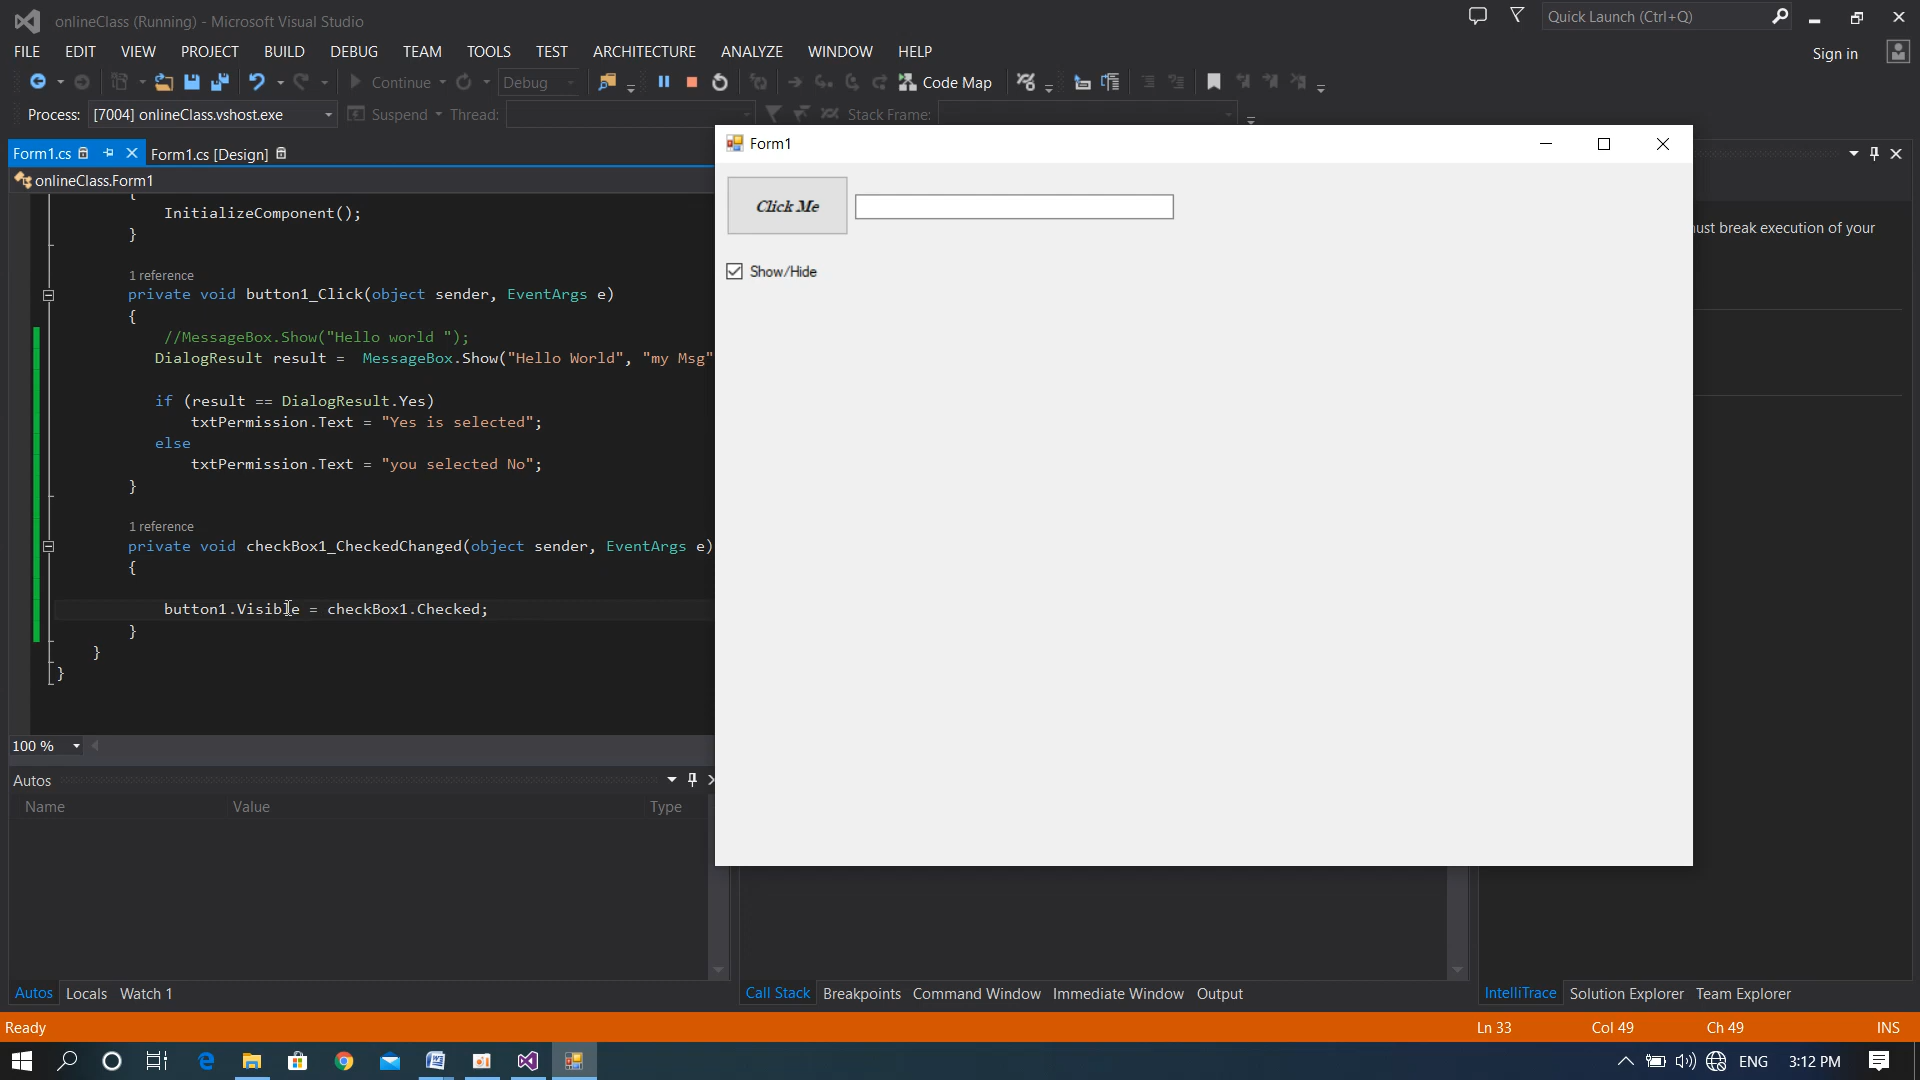 onlineClass (Running) - Microsoft Visual Studio
Quick Launch (Ctrl+Q)
FILE EDIT VIEW PROJECT BUILD DEBUG TEAM TOOLS TEST ARCHITECTURE ANALYZE WINDOW HELP
Sign in
Continue Debug Code Map
Process: [7004] onlineClass.vshost.exe Suspend Thread: Stack Frame:
Form1.cs Form1.cs [Design]
onlineClass.Form1
{
InitializeComponent();
}
1 reference
private void button1_Click(object sender, EventArgs e)
{
//MessageBox.Show("Hello world ");
DialogResult result = MessageBox.Show("Hello World", "my Msg"
if (result == DialogResult.Yes)
txtPermission.Text = "Yes is selected";
else
txtPermission.Text = "you selected No";
}
1 reference
private void checkBox1_CheckedChanged(object sender, EventArgs e)
{
button1.Visible = checkBox1.Checked;
}
}
}
100 %
Form1
Click Me
Show/Hide
ust break execution of your
Autos
Name Value Type
Autos Locals Watch 1
Call Stack Breakpoints Command Window Immediate Window Output
IntelliTrace Solution Explorer Team Explorer
Ready Ln 33 Col 49 Ch 49 INS
ENG 3:12 PM